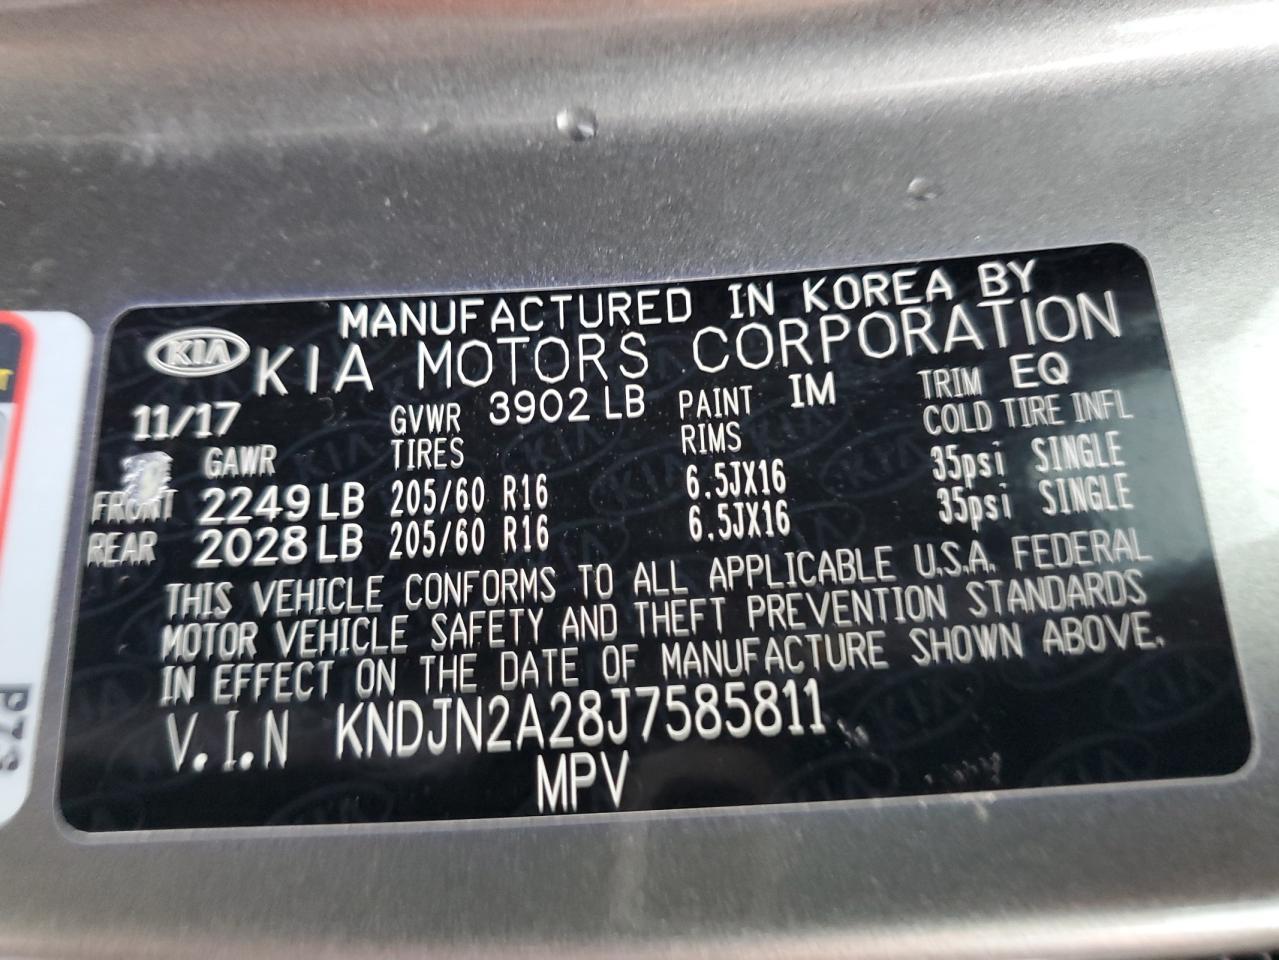 MANUFACTURED IN KOREA BY
KIA KIA MOTORS CORPORATION
11/17 GVWR 3902 LB PAINT IM TRIM EQ
GAWR TIRES RIMS COLD TIRE INFL
FRONT 2249 LB 205/60 R16 6.5JX16 35psi SINGLE
REAR 2028 LB 205/60 R16 6.5JX16 35psi SINGLE
THIS VEHICLE CONFORMS TO ALL APPLICABLE U.S.A. FEDERAL
MOTOR VEHICLE SAFETY AND THEFT PREVENTION STANDARDS
IN EFFECT ON THE DATE OF MANUFACTURE SHOWN ABOVE.
V.I.N KNDJN2A28J7585811
MPV